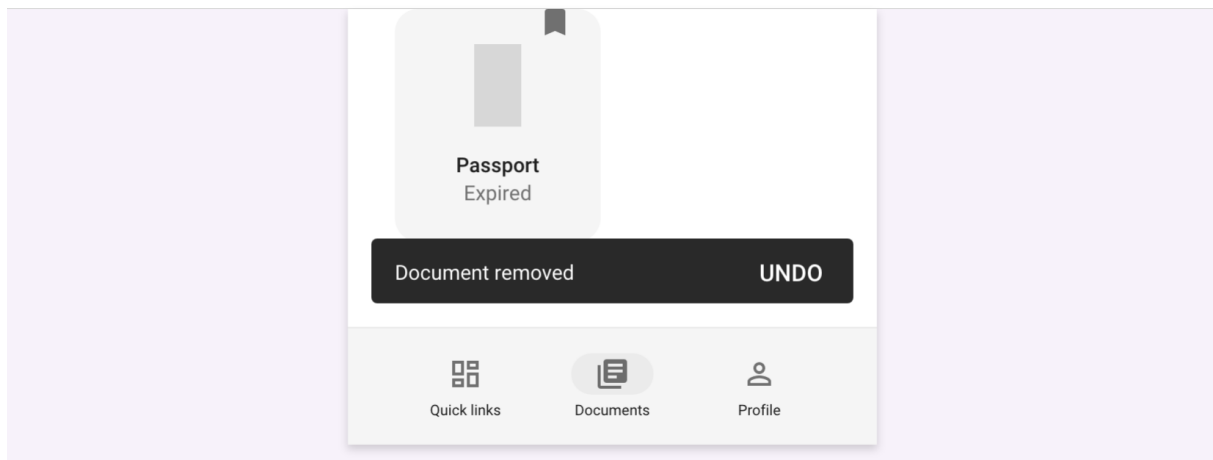 Passport
Expired
Document removed UNDO
Quick links Documents Profile